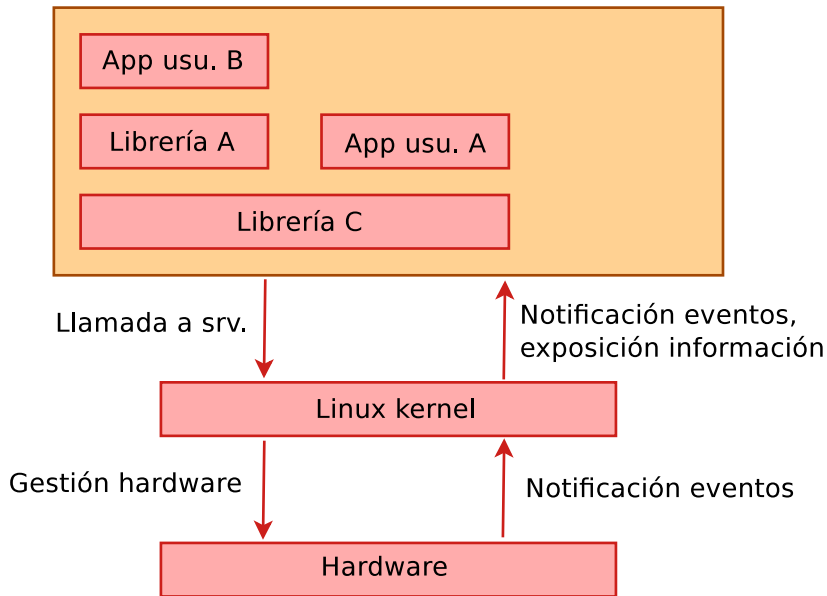 App usu. B
Librería A
App usu. A
Librería C
Llamada a srv.
Notificación eventos,
exposición información
Linux kernel
Gestión hardware
Notificación eventos
Hardware